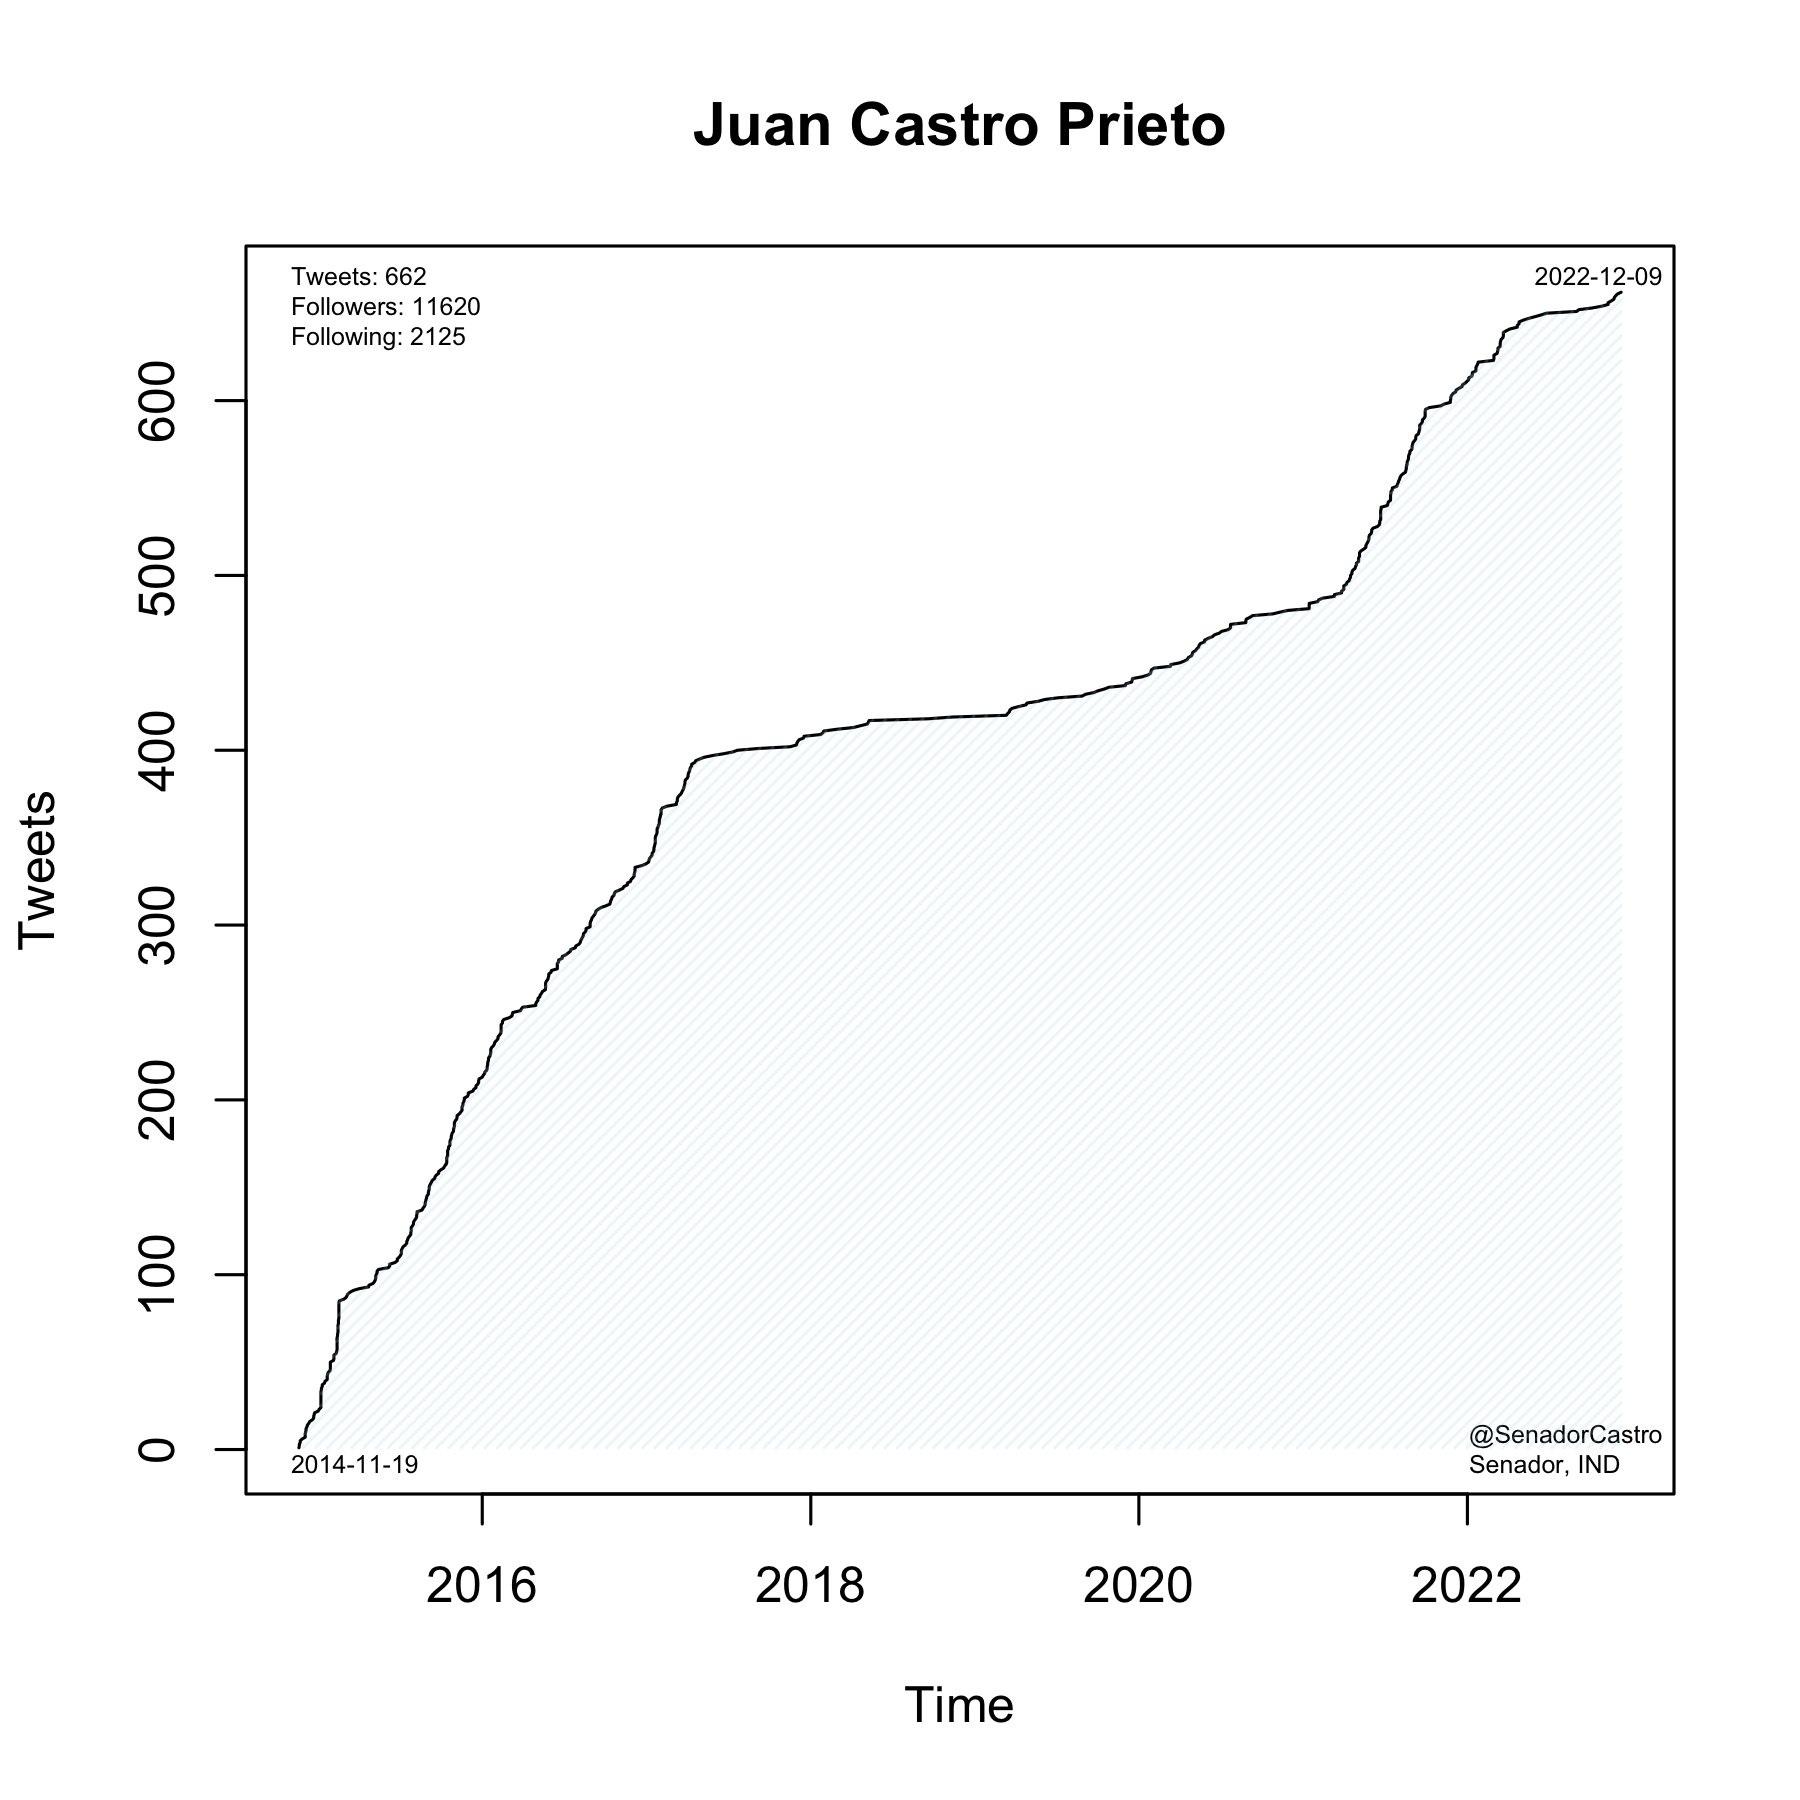 Juan Castro Prieto
Tweets: 662
Followers: 11620
Following: 2125
2022-12-09
600
500
400
300
200
100
0
Tweets
@SenadorCastro
Senador, IND
2014-11-19
2016
2018
2020
2022
Time